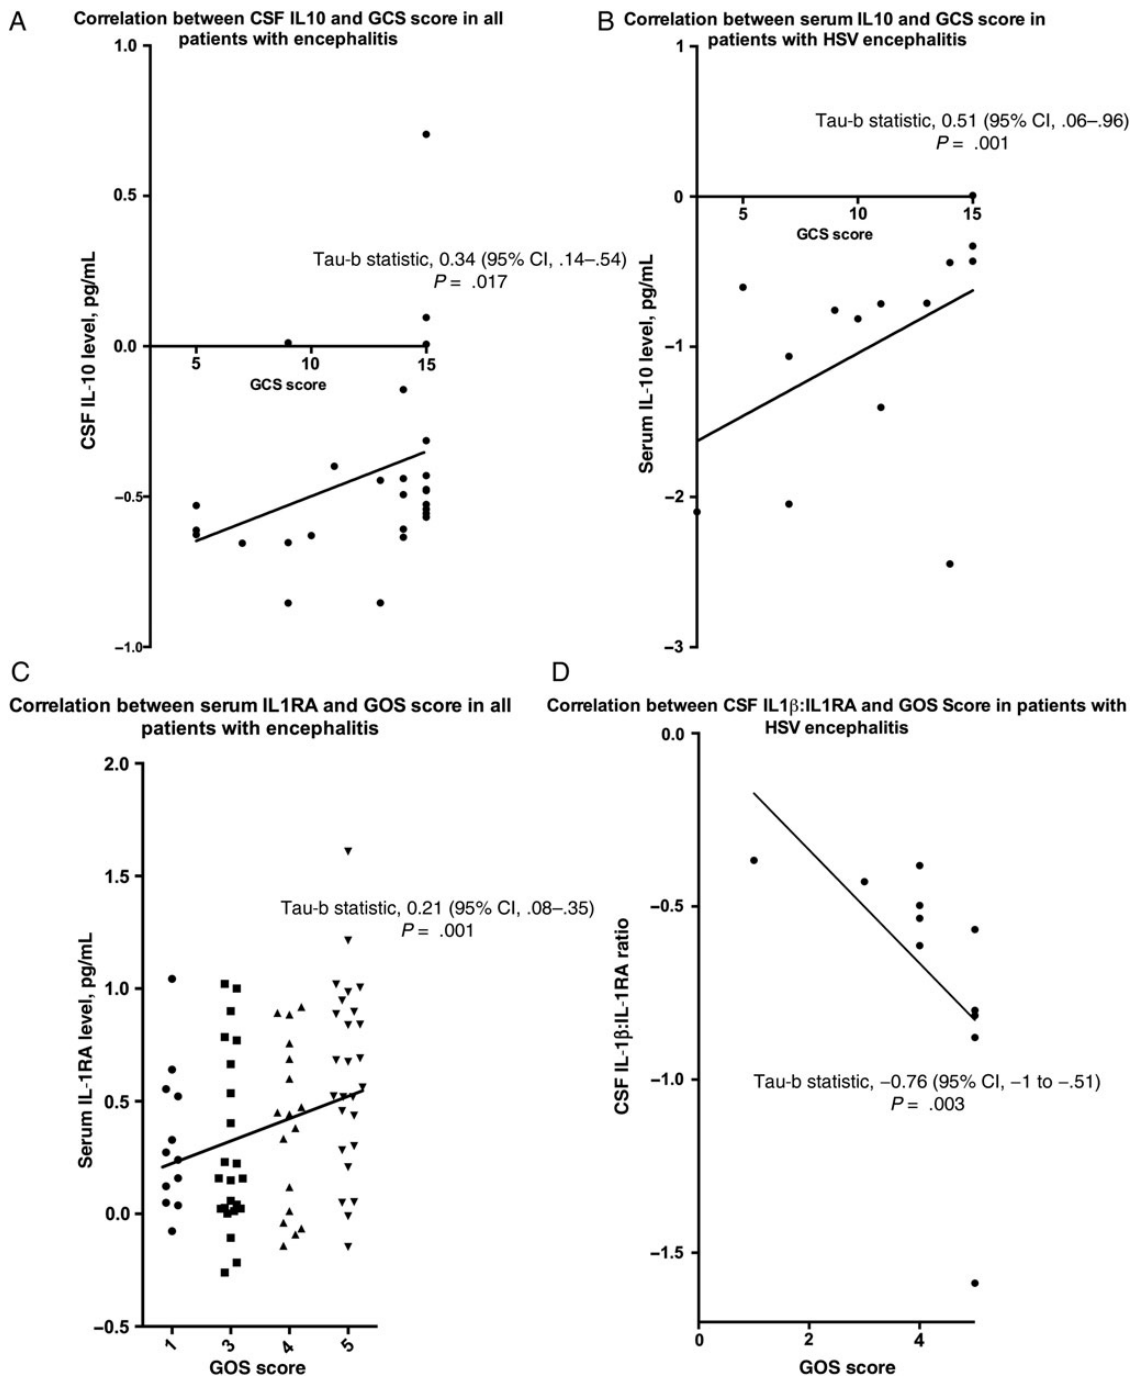 A
Correlation between CSF IL10 and GCS score in all
patients with encephalitis
1.0
0.5
0.0
−0.5
−1.0
CSF IL-10 level, pg/mL
5
10
15
GCS score
Tau-b statistic, 0.34 (95% CI, .14–.54)
P = .017
B
Correlation between serum IL10 and GCS score in
patients with HSV encephalitis
1
0
−1
−2
−3
Serum IL-10 level, pg/mL
5
10
15
GCS score
Tau-b statistic, 0.51 (95% CI, .06–.96)
P = .001
C
Correlation between serum IL1RA and GOS score in all
patients with encephalitis
2.0
1.5
1.0
0.5
0.0
−0.5
Serum IL-1RA level, pg/mL
1
3
4
5
GOS score
Tau-b statistic, 0.21 (95% CI, .08–.35)
P = .001
D
Correlation between CSF IL1β:IL1RA and GOS Score in patients with
HSV encephalitis
0.0
−0.5
−1.0
−1.5
CSF IL-1β:IL-1RA ratio
0
2
4
GOS score
Tau-b statistic, −0.76 (95% CI, −1 to −.51)
P = .003